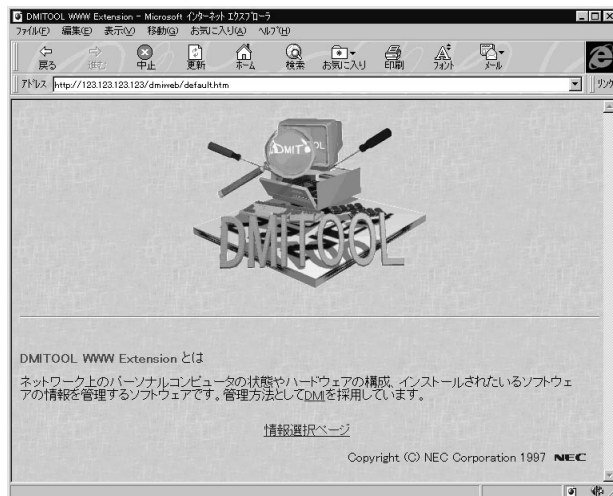 DMITOOL WWW Extension - Microsoft インターネット エクスプローラ
ファイル(F) 編集(E) 表示(V) 移動(G) お気に入り(A) ヘルプ(H)
戻る 進む 中止 更新 ホーム 検索 お気に入り 印刷 フォント メール
アドレス http://123.123.123.123/dmiweb/default.htm リンク
DMITOOL
DMITOOL
DMITOOL WWW Extension とは
ネットワーク上のパーソナルコンピュータの状態やハードウェアの構成、インストールされたいるソフトウェ
アの情報を管理するソフトウェアです。管理方法としてDMIを採用しています。
情報選択ページ
Copyright (C) NEC Corporation 1997 NEC